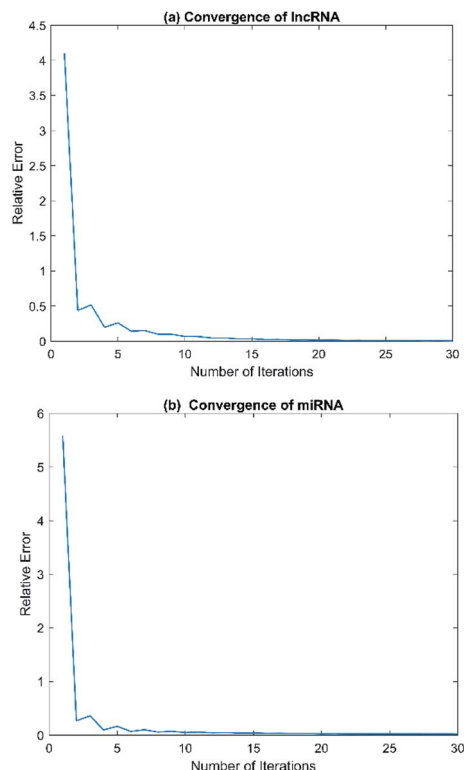 (a) Convergence of lncRNA
4.5
4
3.5
3
2.5
2
1.5
1
0.5
0
Relative Error
0 5 10 15 20 25 30
Number of Iterations
(b) Convergence of miRNA
6
5
4
3
2
1
0
Relative Error
0 5 10 15 20 25 30
Number of Iterations